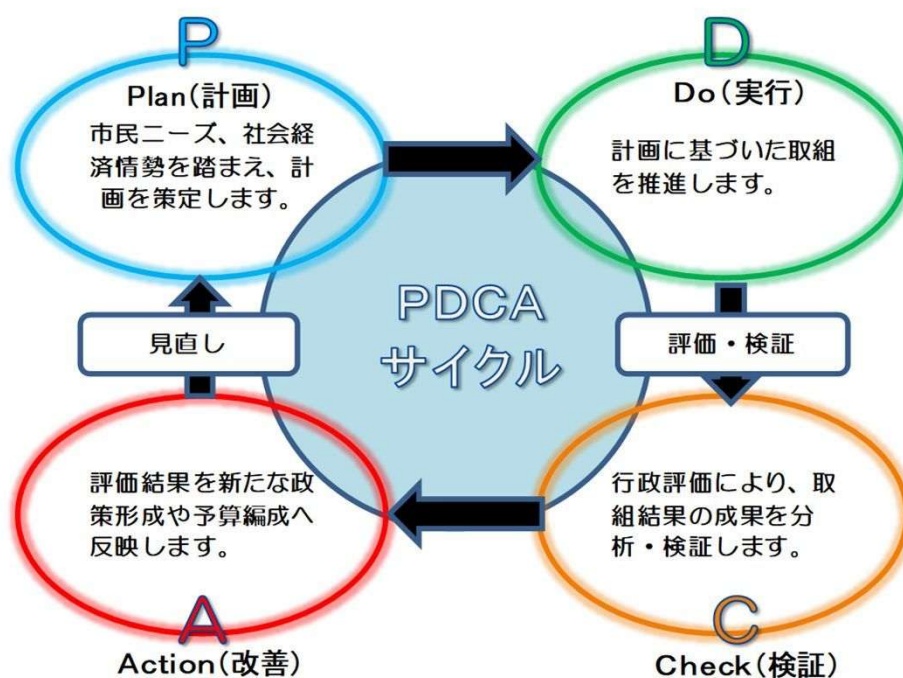 P
Plan(計画)
市民ニーズ、社会経
済情勢を踏まえ、計
画を策定します。
D
Do(実行)
計画に基づいた取組
を推進します。
PDCA
サイクル
見直し
評価・検証
評価結果を新たな政
策形成や予算編成へ
反映します。
A
Action(改善)
行政評価により、取
組結果の成果を分
析・検証します。
C
Check(検証)